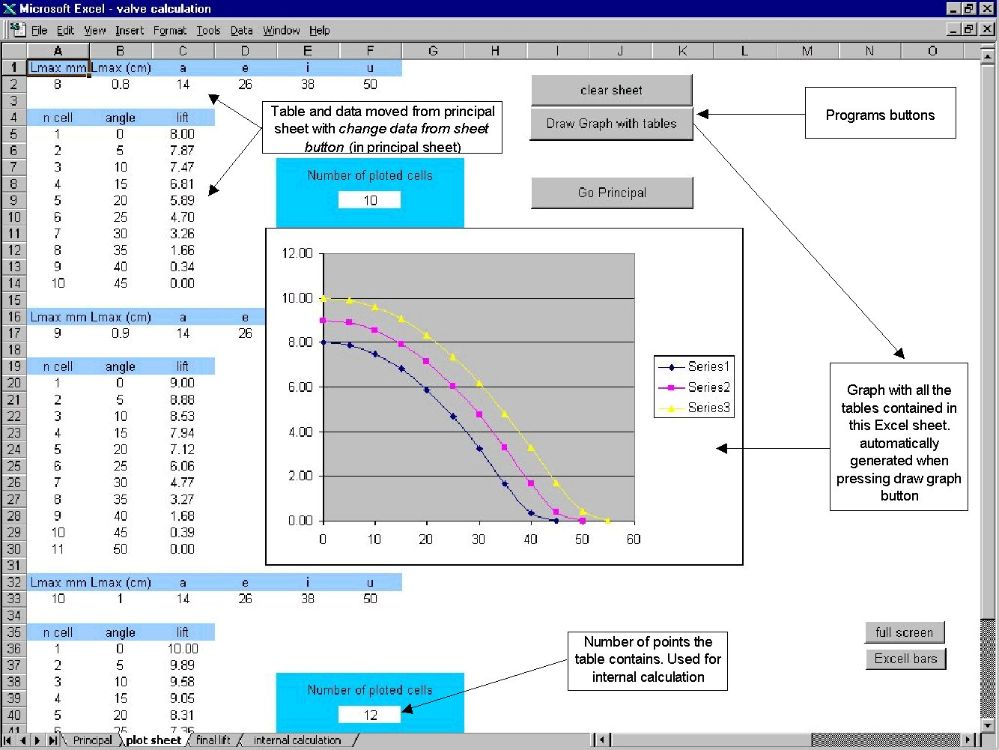 Microsoft Excel - valve calculation
File Edit View Insert Format Tools Data Window Help
A B C D E F G H I J K L M N O
1 Lmax mm Lmax (cm) a e i u
2 8 0.8 14 26 38 50
3
4 n cell angle lift
5 1 0 8.00
6 2 5 7.87
7 3 10 7.47
8 4 15 6.81
9 5 20 5.89
10 6 25 4.70
11 7 30 3.26
12 8 35 1.66
13 9 40 0.34
14 10 45 0.00
15
16 Lmax mm Lmax (cm) a e
17 9 0.9 14 26
18
19 n cell angle lift
20 1 0 9.00
21 2 5 8.88
22 3 10 8.53
23 4 15 7.94
24 5 20 7.12
25 6 25 6.06
26 7 30 4.77
27 8 35 3.27
28 9 40 1.68
29 10 45 0.39
30 11 50 0.00
31
32 Lmax mm Lmax (cm) a e i u
33 10 1 14 26 38 50
34
35 n cell angle lift
36 1 0 10.00
37 2 5 9.89
38 3 10 9.58
39 4 15 9.05
40 5 20 8.31
41 6 25 7.36
Table and data moved from principal
sheet with change data from sheet
button (in principal sheet)
Number of ploted cells
10
clear sheet
Draw Graph with tables
Go Principal
Programs buttons
12.00
10.00
8.00
6.00
4.00
2.00
0.00
0 10 20 30 40 50 60
Series1
Series2
Series3
Graph with all the
tables contained in
this Excel sheet.
automatically
generated when
pressing draw graph
button
Number of points the
table contains. Used for
internal calculation
Number of ploted cells
12
full screen
Excell bars
Principal plot sheet final lift internal calculation